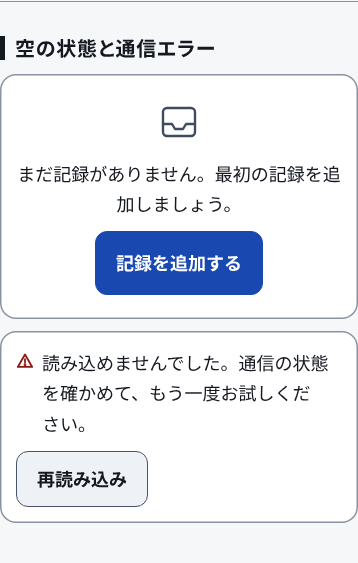 空の状態と通信エラー
まだ記録がありません。最初の記録を追
加しましょう。
記録を追加する
読み込めませんでした。通信の状態
を確かめて、もう一度お試しくだ
さい。
再読み込み